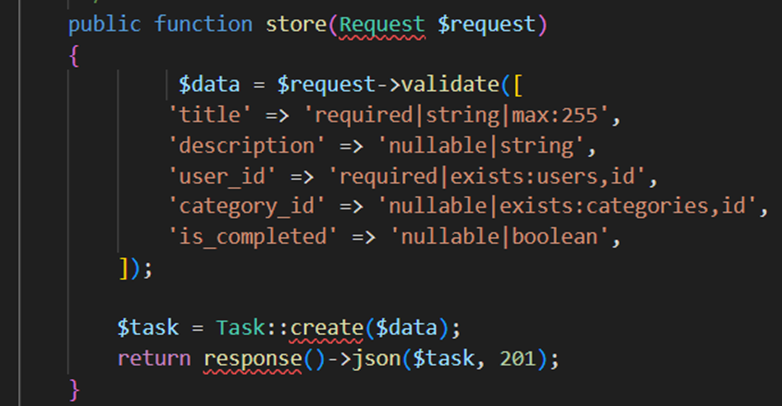 public function store(Request $request)
{
$data = $request->validate([
'title' => 'required|string|max:255',
'description' => 'nullable|string',
'user_id' => 'required|exists:users,id',
'category_id' => 'nullable|exists:categories,id',
'is_completed' => 'nullable|boolean',
]);
$task = Task::create($data);
return response()->json($task, 201);
}